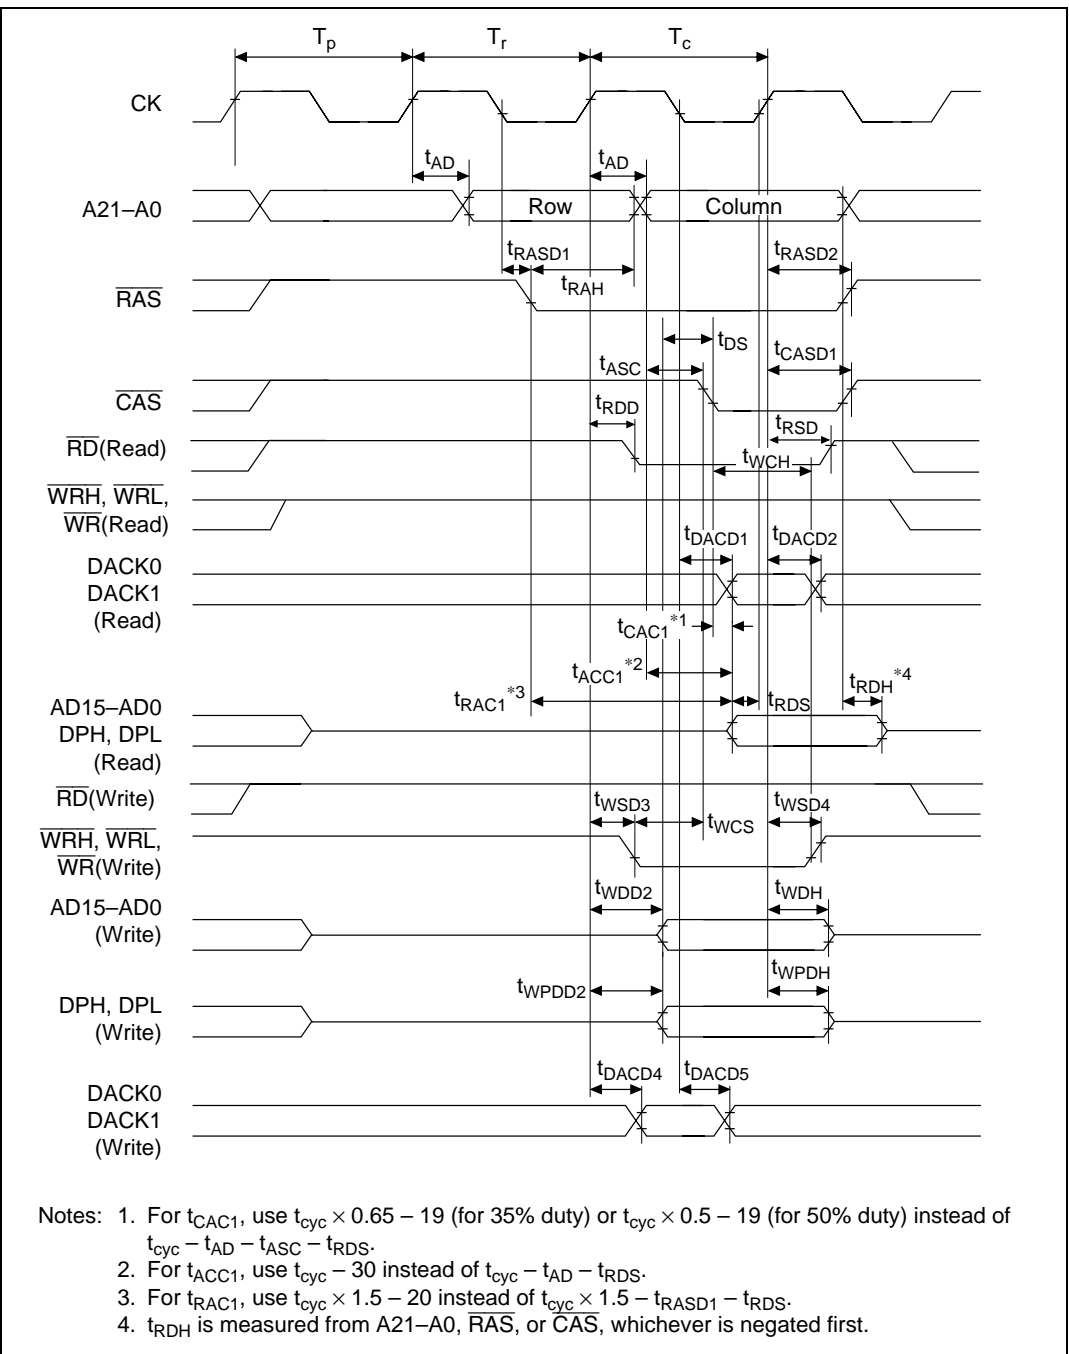 Tp Tr Tc
CK
tAD tAD
A21–A0 Row Column
tRASD1 tRASD2
RAS tRAH
tDS
tASC tCASD1
CAS
tRDD tRSD
RD(Read) tWCH
WRH, WRL,
WR(Read)
tDACD1 tDACD2
DACK0
DACK1
(Read)
tCAC1*1
tACC1*2
tRAC1*3 tRDS tRDH*4
AD15–AD0
DPH, DPL
(Read)
RD(Write)
tWSD3 tWCS tWSD4
WRH, WRL,
WR(Write)
tWDD2 tWDH
AD15–AD0
(Write)
tWPDD2 tWPDH
DPH, DPL
(Write)
tDACD4 tDACD5
DACK0
DACK1
(Write)
Notes: 1. For tCAC1, use tcyc × 0.65 – 19 (for 35% duty) or tcyc × 0.5 – 19 (for 50% duty) instead of
tcyc – tAD – tASC – tRDS.
2. For tACC1, use tcyc – 30 instead of tcyc – tAD – tRDS.
3. For tRAC1, use tcyc × 1.5 – 20 instead of tcyc × 1.5 – tRASD1 – tRDS.
4. tRDH is measured from A21–A0, RAS, or CAS, whichever is negated first.